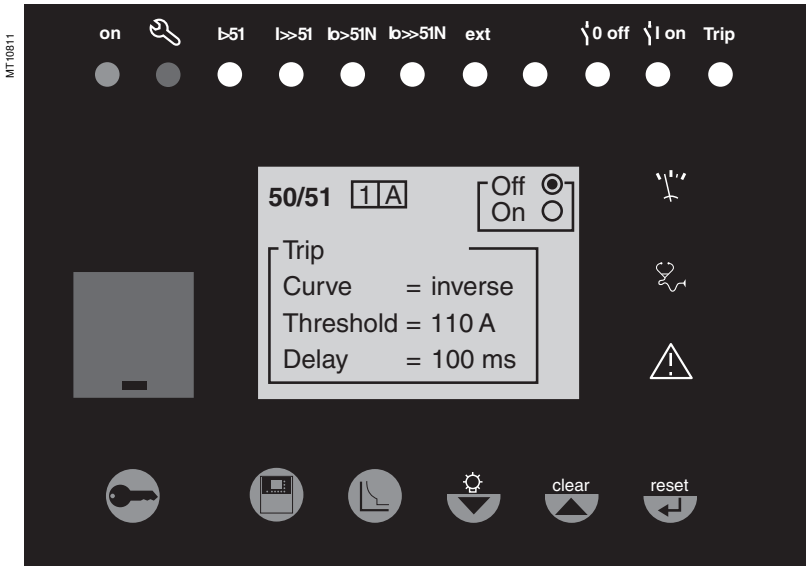 MT10811
on I>51 I>>51 Io>51N Io>>51N ext 0 off I on Trip
50/51 1 A Off
On
Trip
Curve = inverse
Threshold = 110 A
Delay = 100 ms
clear reset